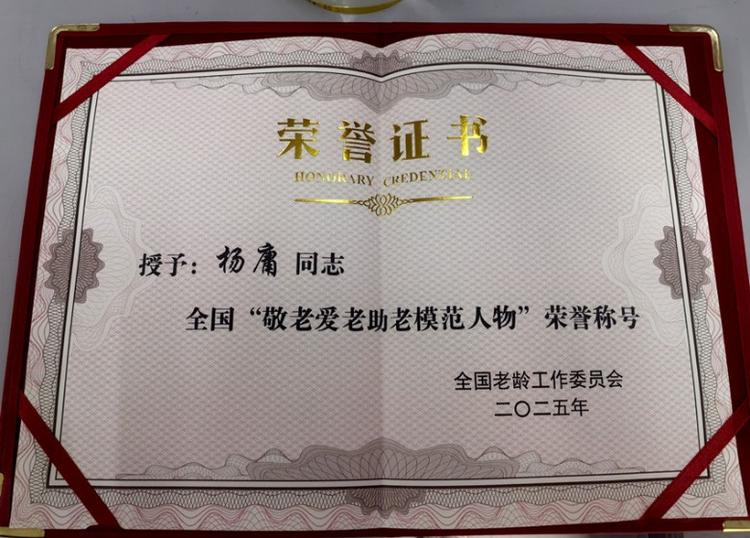 荣誉证书
HONORARY CREDENTIAL
授予：杨庸 同志
全国“敬老爱老助老模范人物”荣誉称号
全国老龄工作委员会
二〇二五年